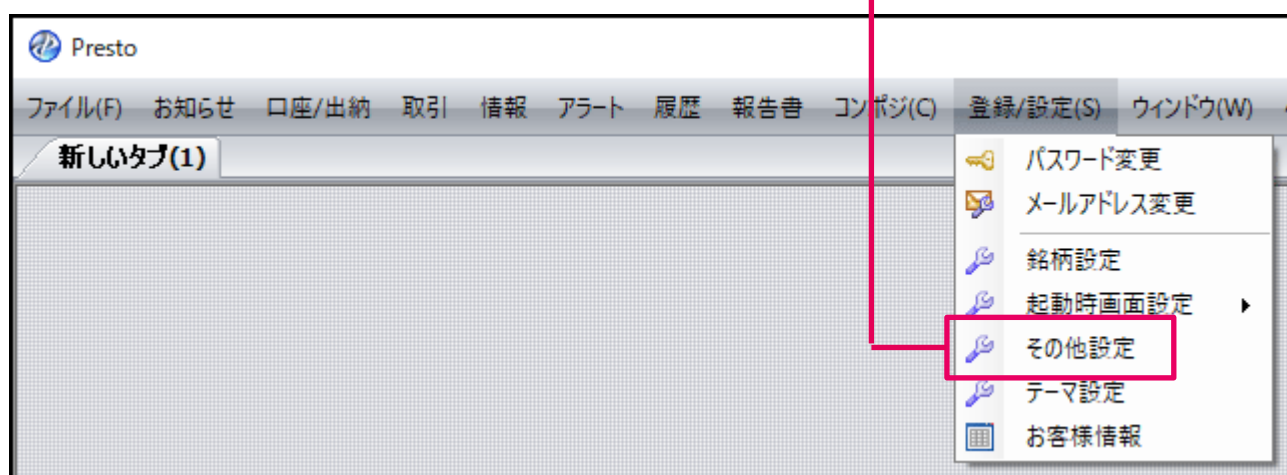 Presto
ファイル(F) お知らせ 口座/出納 取引 情報 アラート 履歴 報告書 コンポジ(C) 登録/設定(S) ウィンドウ(W)
新しいタブ(1)
パスワード変更
メールアドレス変更
銘柄設定
起動時画面設定
その他設定
テーマ設定
お客様情報